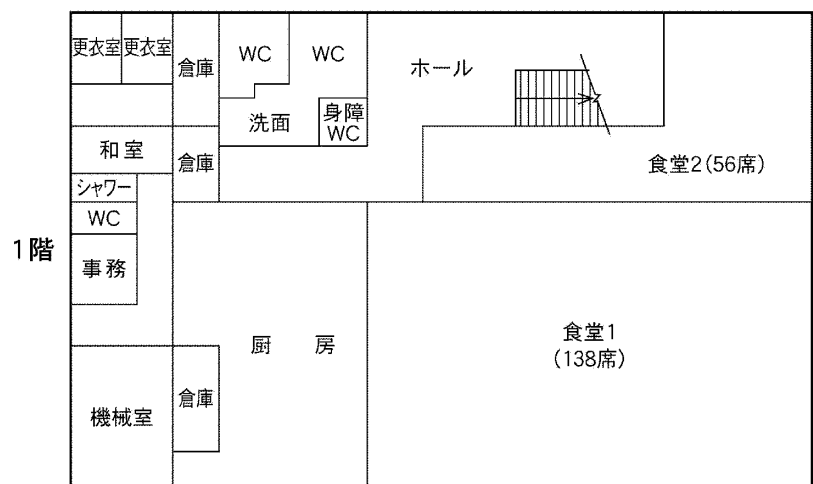 更衣室
更衣室
倉庫
WC
WC
ホール
洗面
身障
WC
和室
倉庫
食堂2(56席)
シャワー
WC
1階
事務
厨房
食堂1
(138席)
機械室
倉庫